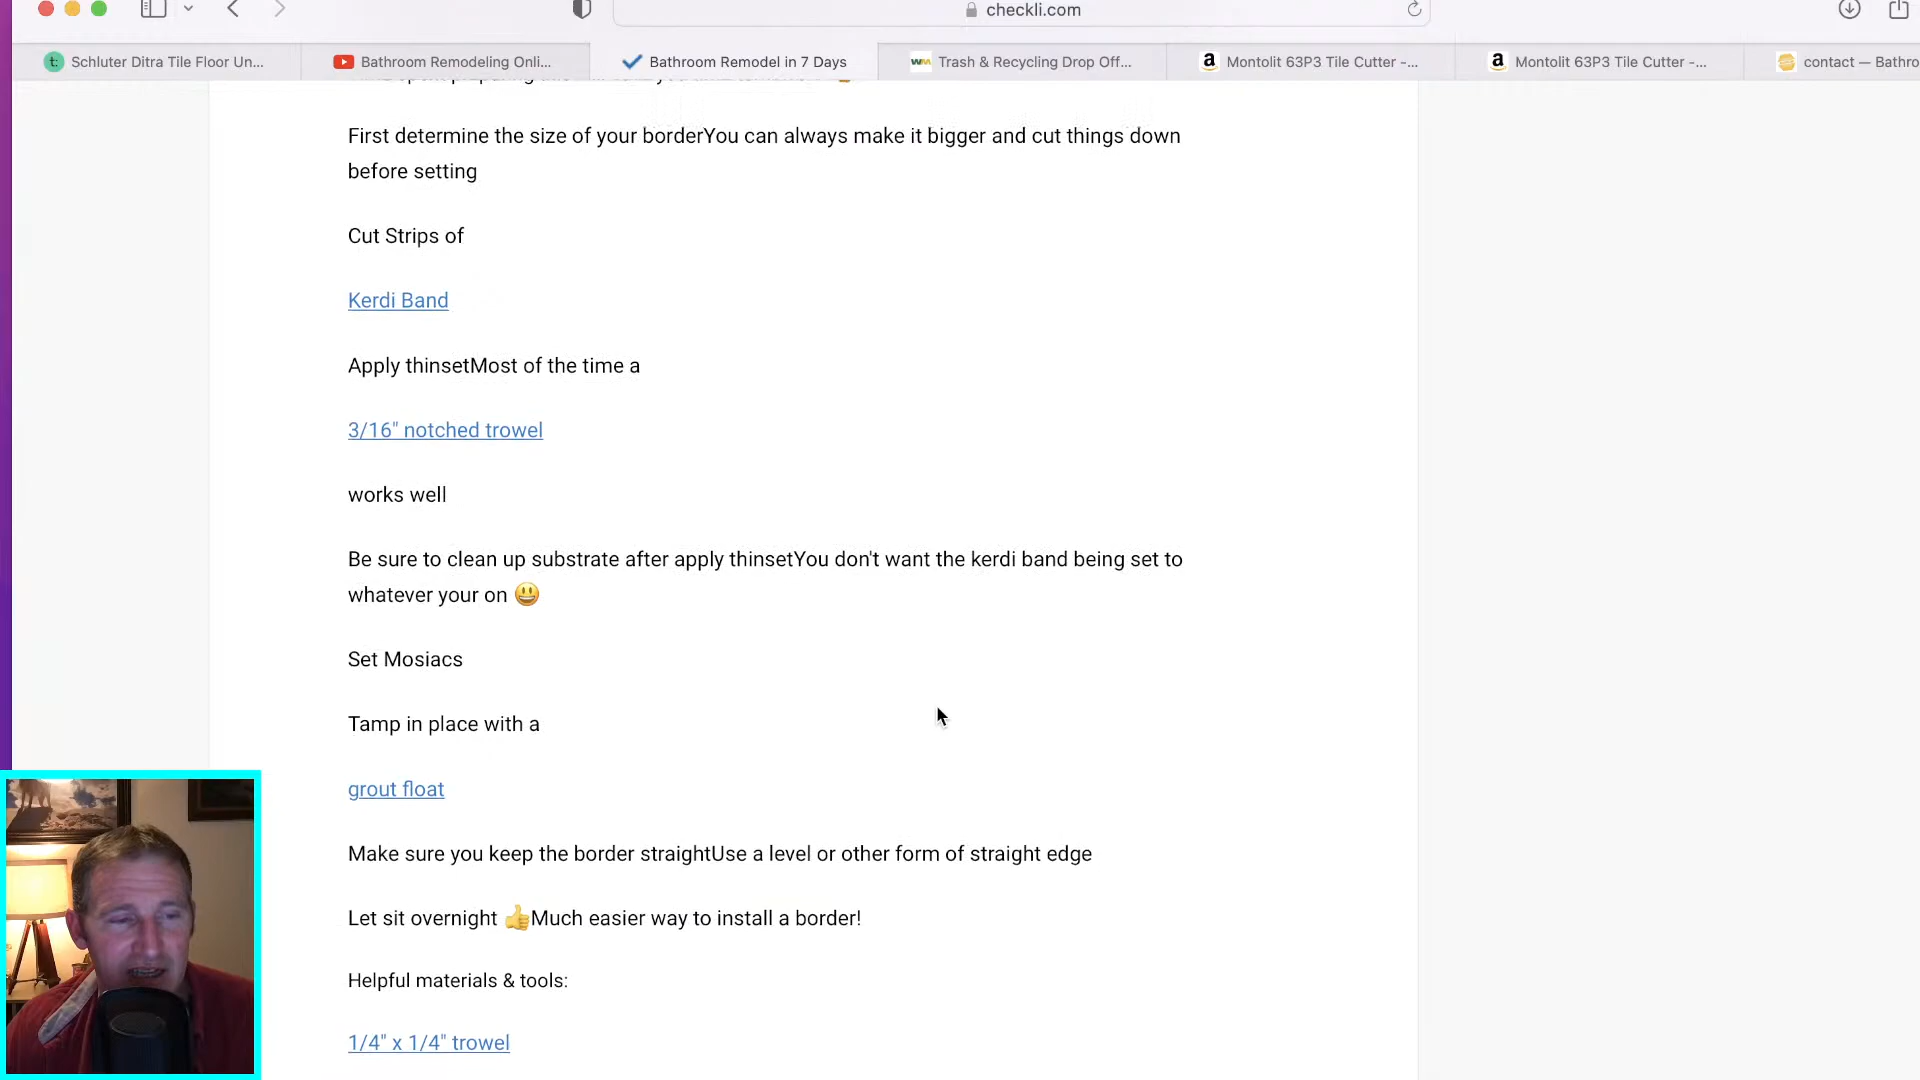 checkli.com
t: Schluter Ditra Tile Floor Un...
Bathroom Remodeling Onli...
Bathroom Remodel in 7 Days
WM Trash & Recycling Drop Off...
a Montolit 63P3 Tile Cutter -...
a Montolit 63P3 Tile Cutter -...
contact — Bathro
First determine the size of your borderYou can always make it bigger and cut things down
before setting
Cut Strips of
Kerdi Band
Apply thinsetMost of the time a
3/16" notched trowel
works well
Be sure to clean up substrate after apply thinsetYou don't want the kerdi band being set to
whatever your on 😃
Set Mosiacs
Tamp in place with a
grout float
Make sure you keep the border straightUse a level or other form of straight edge
Let sit overnight 👍Much easier way to install a border!
Helpful materials & tools:
1/4" x 1/4" trowel